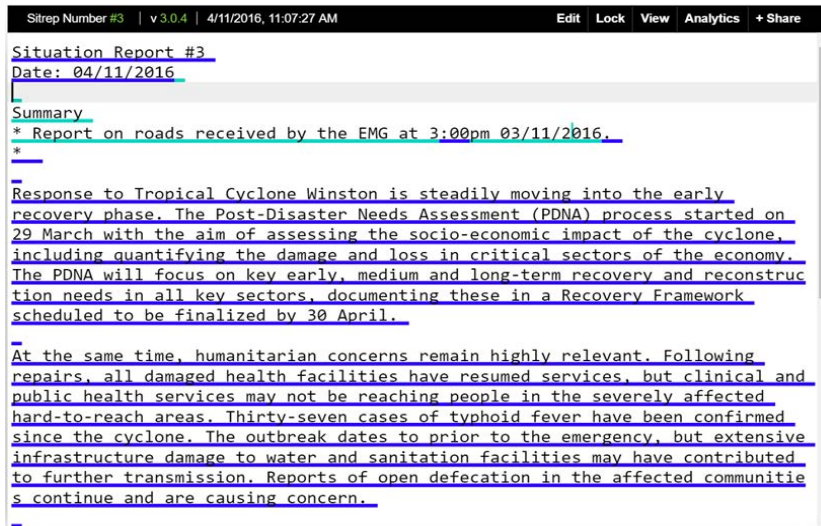 Sitrep Number #3 | v 3.0.4 | 4/11/2016, 11:07:27 AM Edit Lock View Analytics + Share
Situation Report #3
Date: 04/11/2016
Summary
* Report on roads received by the EMG at 3:00pm 03/11/2016.
*
Response to Tropical Cyclone Winston is steadily moving into the early
recovery phase. The Post-Disaster Needs Assessment (PDNA) process started on
29 March with the aim of assessing the socio-economic impact of the cyclone,
including quantifying the damage and loss in critical sectors of the economy.
The PDNA will focus on key early, medium and long-term recovery and reconstruc
tion needs in all key sectors, documenting these in a Recovery Framework
scheduled to be finalized by 30 April.
At the same time, humanitarian concerns remain highly relevant. Following
repairs, all damaged health facilities have resumed services, but clinical and
public health services may not be reaching people in the severely affected
hard-to-reach areas. Thirty-seven cases of typhoid fever have been confirmed
since the cyclone. The outbreak dates to prior to the emergency, but extensive
infrastructure damage to water and sanitation facilities may have contributed
to further transmission. Reports of open defecation in the affected communitie
s continue and are causing concern.